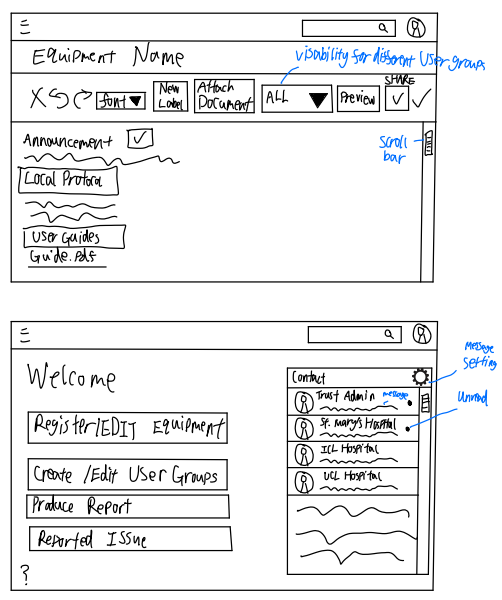 Equipment Name
visability for different User groups
font
New Label
Attach Document
ALL
Preview
SHARE
Announcement
scroll bar
Local Protocol
User Guides
Guide.pdf
Message setting
Welcome
Contact
Trust Admin
message
Unread
Register/EDIT Equipment
St. Mary's Hospital
ICL Hospital
Create /Edit User Groups
UCL Hospital
Produce Report
Reported ISSue
?